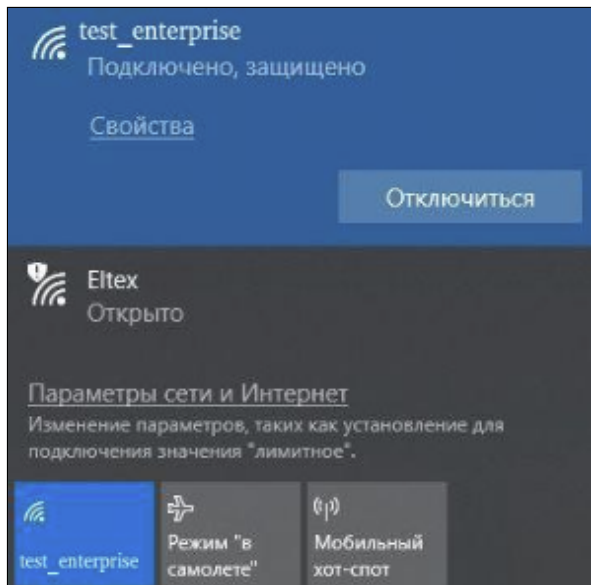 test_enterprise
Подключено, защищено
Свойства
Отключиться
Eltex
Открыто
Параметры сети и Интернет
Изменение параметров, таких как установление для
подключения значения "лимитное".
test_enterprise
Режим "в
самолете"
Мобильный
хот-спот